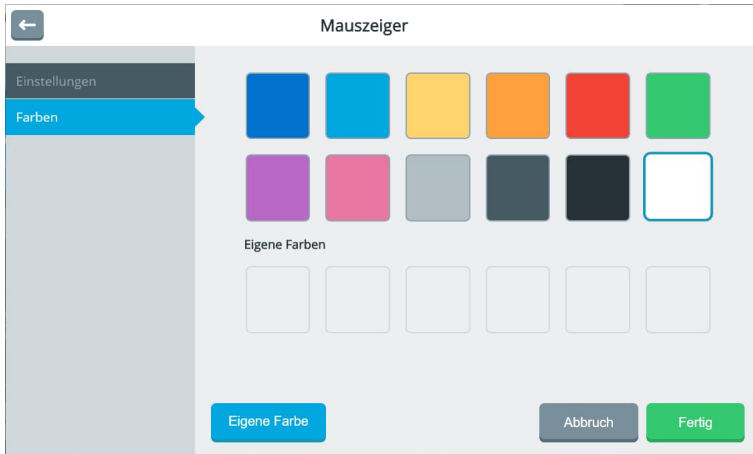 Mauszeiger
Einstellungen
Farben
Eigene Farben
Eigene Farbe
Abbruch
Fertig